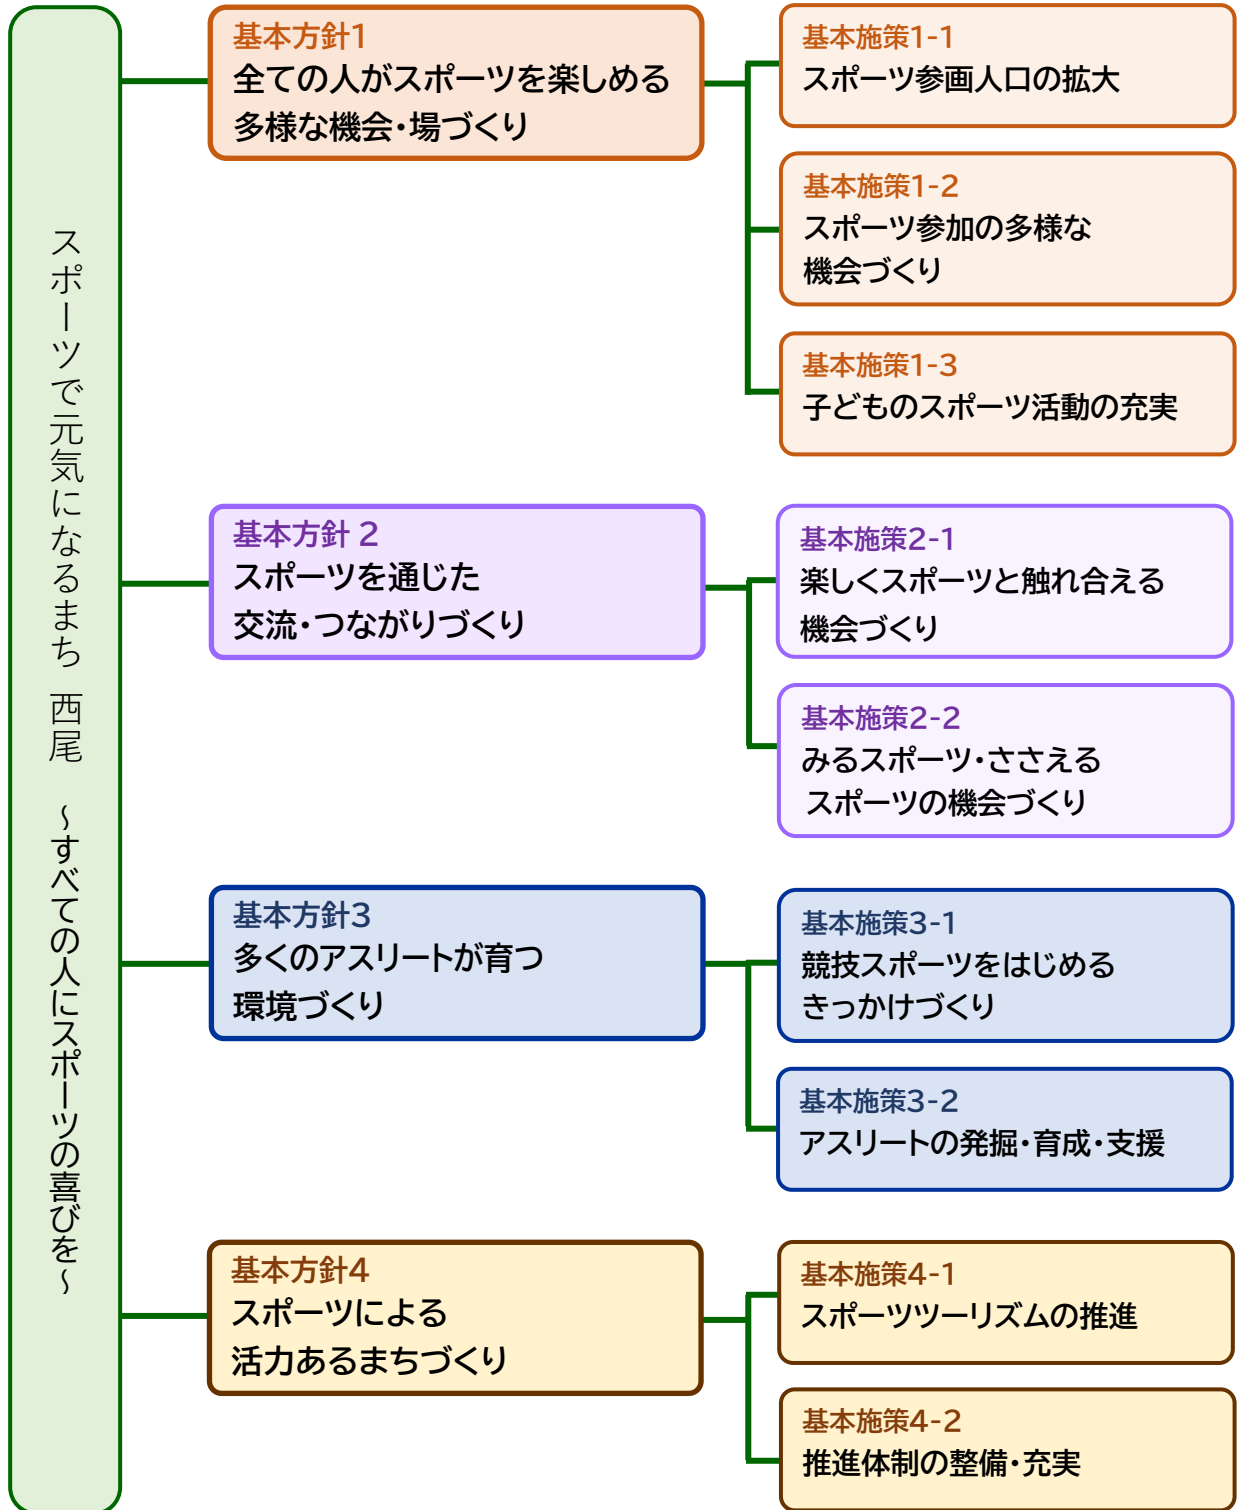 スポーツで元気になるまち 西尾 ～すべての人にスポーツの喜びを～
基本方針1
全ての人がスポーツを楽しめる
多様な機会・場づくり
基本施策1-1
スポーツ参画人口の拡大
基本施策1-2
スポーツ参加の多様な
機会づくり
基本施策1-3
子どものスポーツ活動の充実
基本方針 2
スポーツを通じた
交流・つながりづくり
基本施策2-1
楽しくスポーツと触れ合える
機会づくり
基本施策2-2
みるスポーツ・ささえる
スポーツの機会づくり
基本方針3
多くのアスリートが育つ
環境づくり
基本施策3-1
競技スポーツをはじめる
きっかけづくり
基本施策3-2
アスリートの発掘・育成・支援
基本方針4
スポーツによる
活力あるまちづくり
基本施策4-1
スポーツツーリズムの推進
基本施策4-2
推進体制の整備・充実